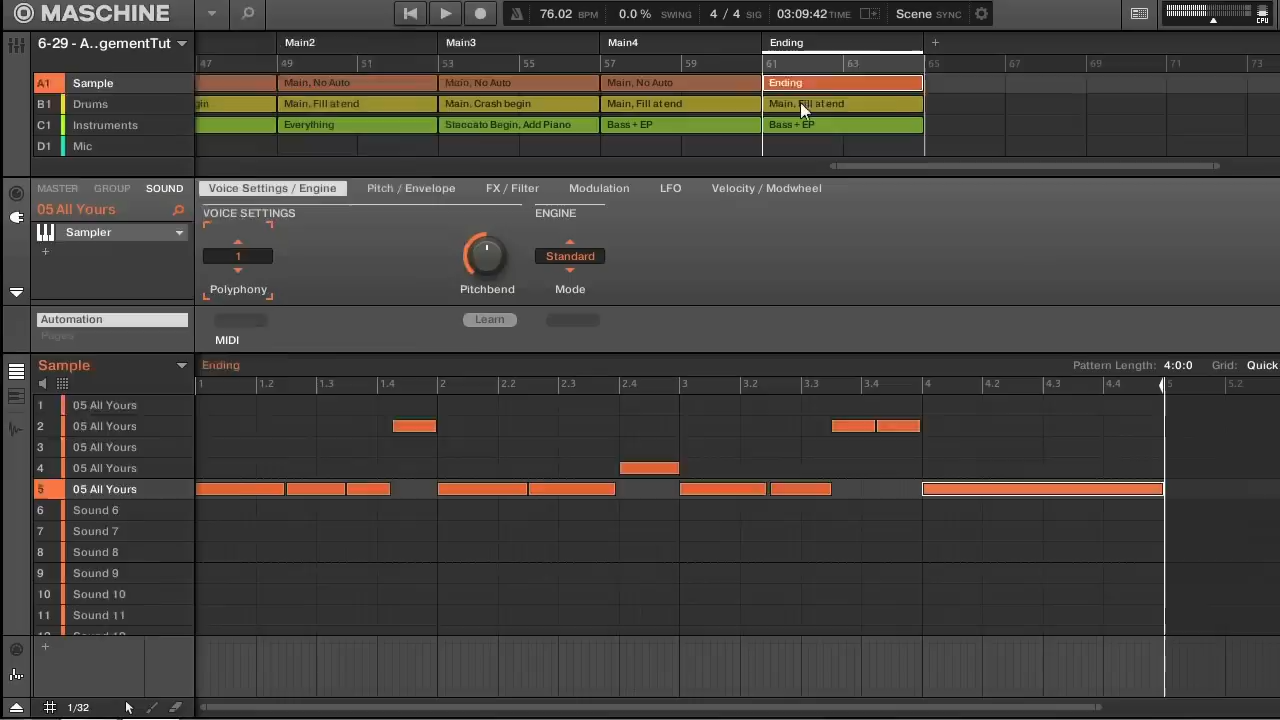 MASCHINE
76.02 BPM 0.0 % SWING 4 / 4 SIG 03:09:42 TIME Scene SYNC CPU
6-29 - A..gementTut Main2 Main3 Main4 Ending +
47 49 51 53 55 57 59 61 63 65 67 69 71 73
A1 Sample Main, No Auto Main, No Auto Main, No Auto Ending
B1 Drums gin Main, Fill at end Main, Crash begin Main, Fill at end Main, Fill at end
C1 Instruments Everything Staccato Begin, Add Piano Bass + EP Bass + EP
D1 Mic
MASTER GROUP SOUND Voice Settings / Engine Pitch / Envelope FX / Filter Modulation LFO Velocity / Modwheel
05 All Yours VOICE SETTINGS ENGINE
Sampler
+ 1 Standard
Polyphony Pitchbend Mode
Automation Learn
Pages
MIDI
Sample Ending Pattern Length: 4:0:0 Grid: Quick
1 1.2 1.3 1.4 2 2.2 2.3 2.4 3 3.2 3.3 3.4 4 4.2 4.3 4.4 5 5.2
1 05 All Yours
2 05 All Yours
3 05 All Yours
4 05 All Yours
5 05 All Yours
6 Sound 6
7 Sound 7
8 Sound 8
9 Sound 9
10 Sound 10
11 Sound 11
12 Sound 12
+
1/32